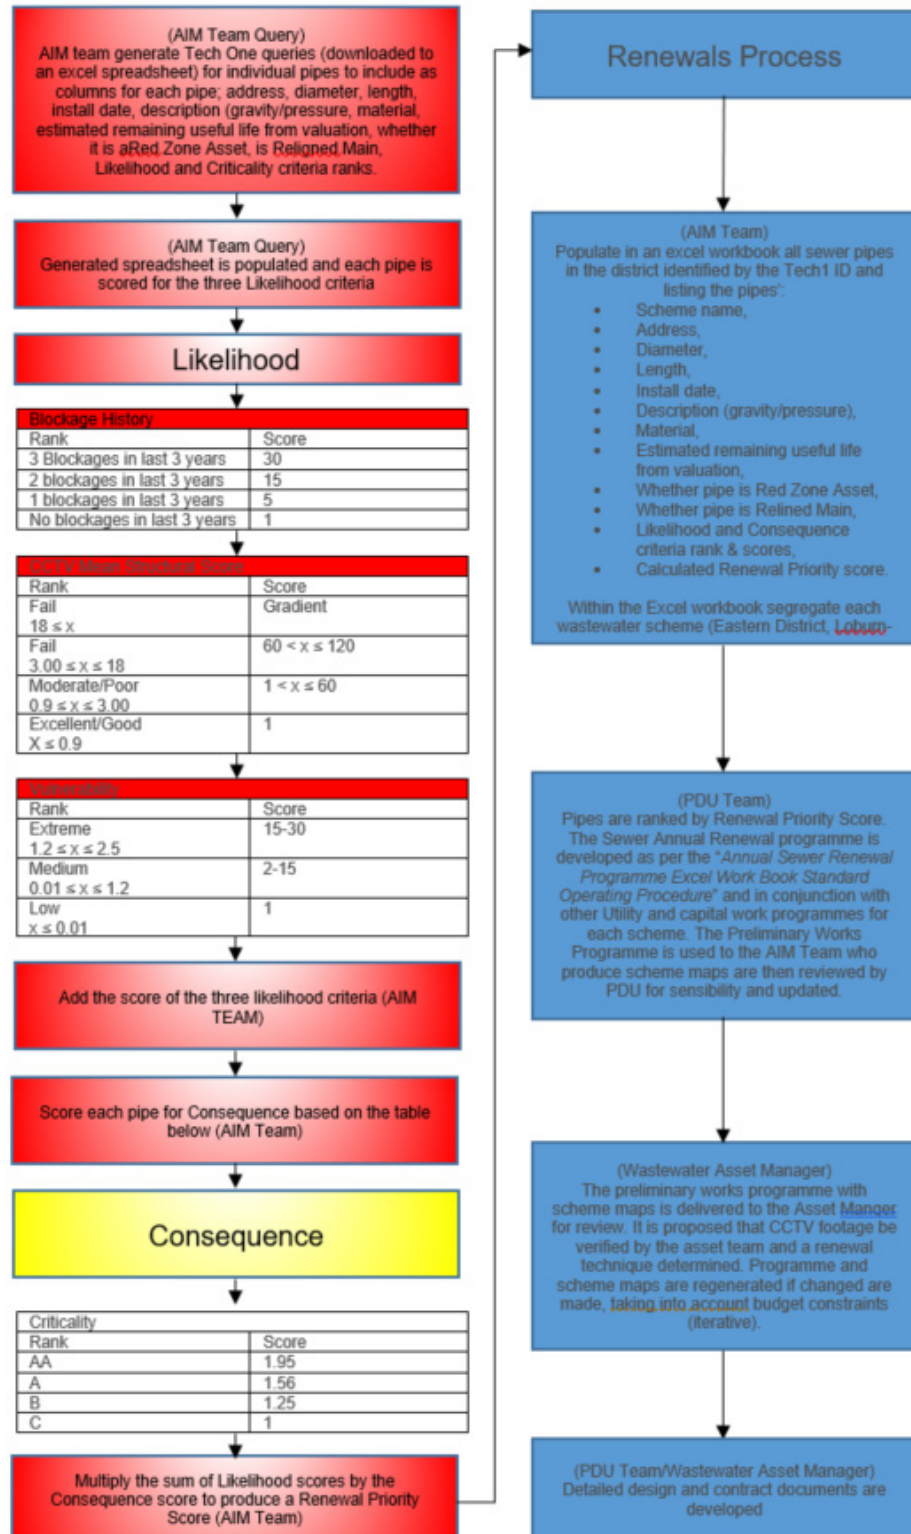 (AIM Team Query)
AIM team generate Tech One queries (downloaded to
an excel spreadsheet) for individual pipes to include as
columns for each pipe; address, diameter, length,
install date, description (gravity/pressure, material,
estimated remaining useful life from valuation, whether
it is aRed Zone Asset, is Religned Main,
Likelihood and Criticality criteria ranks.
(AIM Team Query)
Generated spreadsheet is populated and each pipe is
scored for the three Likelihood criteria
Likelihood
Blockage History
Rank Score
3 Blockages in last 3 years 30
2 blockages in last 3 years 15
1 blockages in last 3 years 5
No blockages in last 3 years 1
CCTV Mean Structural Score
Rank Score
Fail Gradient
18 ≤ x
Fail 60 < x ≤ 120
3.00 ≤ x ≤ 18
Moderate/Poor 1 < x ≤ 60
0.9 ≤ x ≤ 3.00
Excellent/Good 1
X ≤ 0.9
Vulnerability
Rank Score
Extreme 15-30
1.2 ≤ x ≤ 2.5
Medium 2-15
0.01 ≤ x ≤ 1.2
Low 1
x ≤ 0.01
Add the score of the three likelihood criteria (AIM
TEAM)
Score each pipe for Consequence based on the table
below (AIM Team)
Consequence
Criticality
Rank Score
AA 1.95
A 1.56
B 1.25
C 1
Multiply the sum of Likelihood scores by the
Consequence score to produce a Renewal Priority
Score (AIM Team)
Renewals Process
(AIM Team)
Populate in an excel workbook all sewer pipes
in the district identified by the Tech1 ID and
listing the pipes':
• Scheme name,
• Address,
• Diameter,
• Length,
• Install date,
• Description (gravity/pressure),
• Material,
• Estimated remaining useful life
from valuation,
• Whether pipe is Red Zone Asset,
• Whether pipe is Relined Main,
• Likelihood and Consequence
criteria rank & scores,
• Calculated Renewal Priority score.
Within the Excel workbook segregate each
wastewater scheme (Eastern District, Loburn-
(PDU Team)
Pipes are ranked by Renewal Priority Score.
The Sewer Annual Renewal programme is
developed as per the "Annual Sewer Renewal
Programme Excel Work Book Standard
Operating Procedure" and in conjunction with
other Utility and capital work programmes for
each scheme. The Preliminary Works
Programme is used to the AIM Team who
produce scheme maps are then reviewed by
PDU for sensibility and updated.
(Wastewater Asset Manager)
The preliminary works programme with
scheme maps is delivered to the Asset Manger
for review. It is proposed that CCTV footage be
verified by the asset team and a renewal
technique determined. Programme and
scheme maps are regenerated if changed are
made, taking into account budget constraints
(iterative).
(PDU Team/Wastewater Asset Manager)
Detailed design and contract documents are
developed